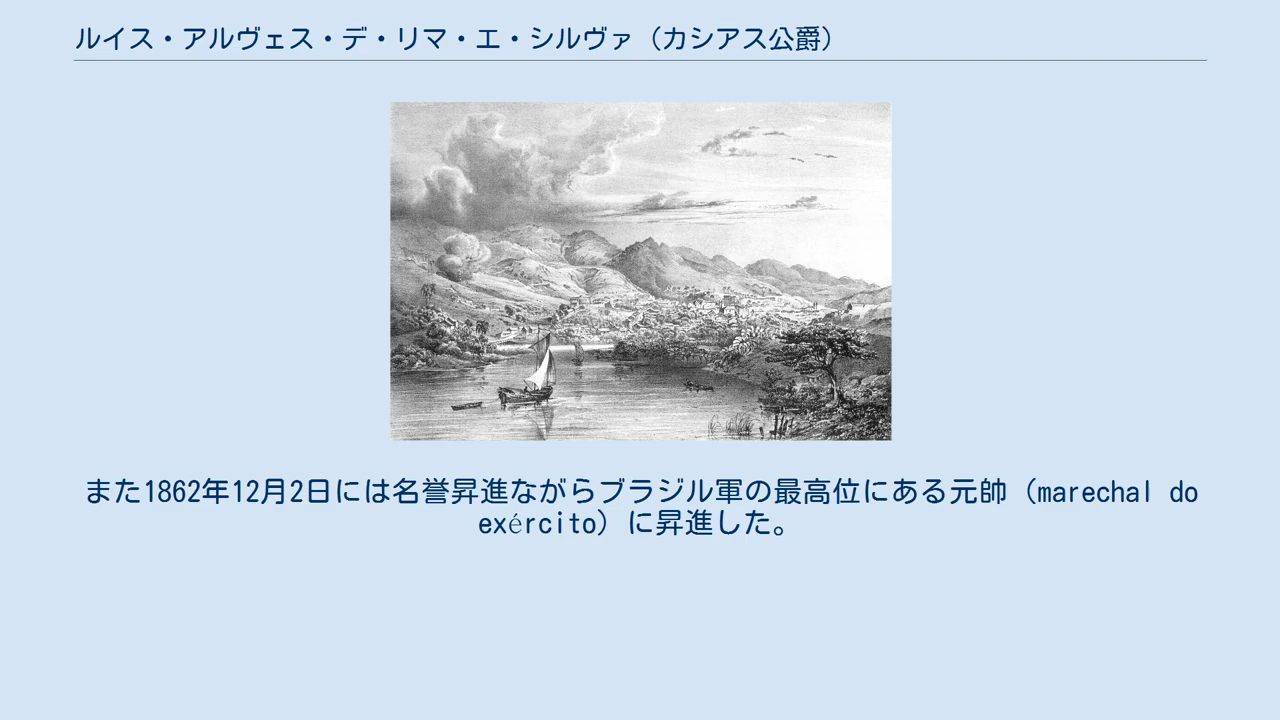 ルイス・アルヴェス・デ・リマ・エ・シルヴァ（カシアス公爵）
また1862年12月2日には名誉昇進ながらブラジル軍の最高位にある元帥（marechal do
exército）に昇進した。